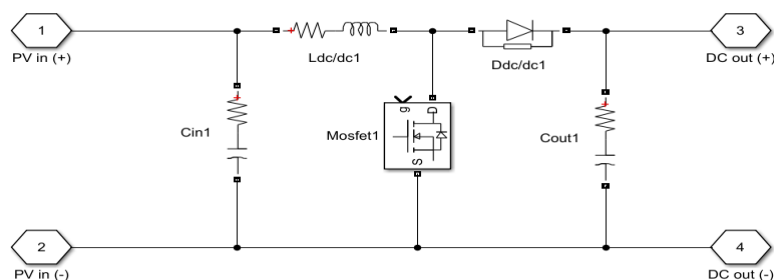 1
PV in (+)
Ldc/dc1
Ddc/dc1
3
DC out (+)
Cin1
g
D
Mosfet1
S
Cout1
2
PV in (-)
4
DC out (-)